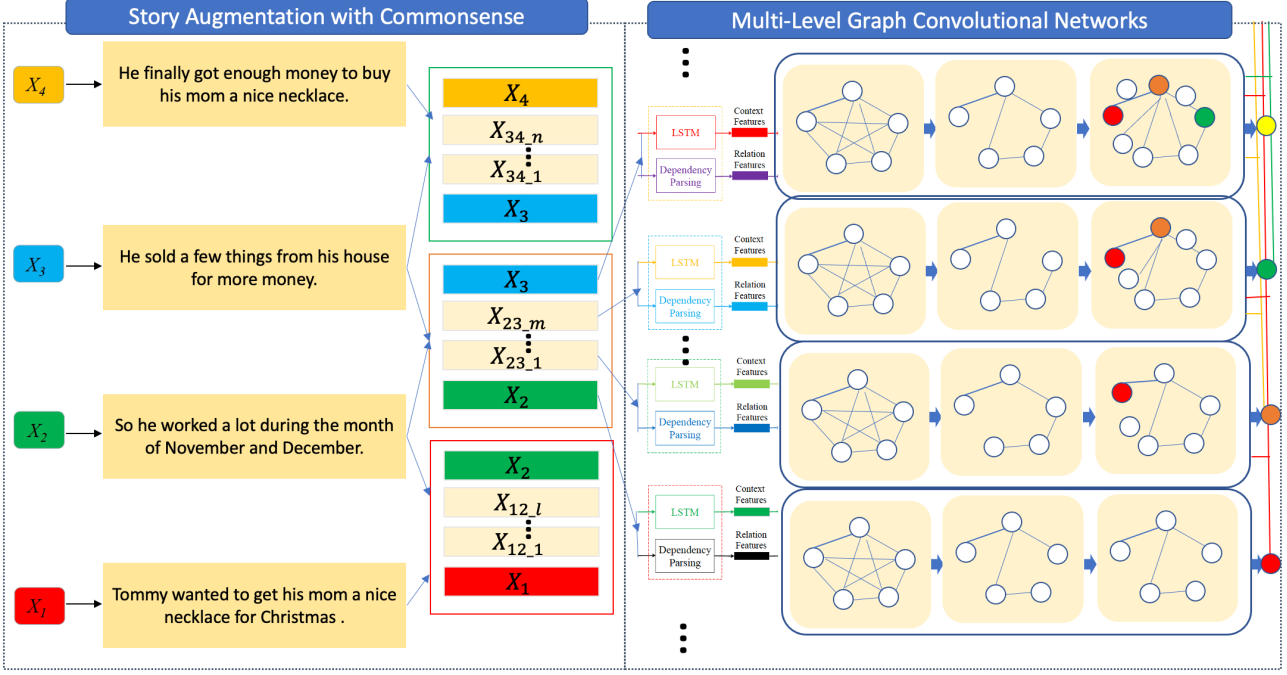 Story Augmentation with Commonsense
Multi-Level Graph Convolutional Networks
X4
He finally got enough money to buy
his mom a nice necklace.
X3
He sold a few things from his house
for more money.
X2
So he worked a lot during the month
of November and December.
X1
Tommy wanted to get his mom a nice
necklace for Christmas .
X4
X34_n
X34_1
X3
X3
X23_m
X23_1
X2
X2
X12_l
X12_1
X1
LSTM
Context
Features
Dependency
Parsing
Relation
Features
LSTM
Context
Features
Dependency
Parsing
Relation
Features
LSTM
Context
Features
Dependency
Parsing
Relation
Features
LSTM
Context
Features
Dependency
Parsing
Relation
Features